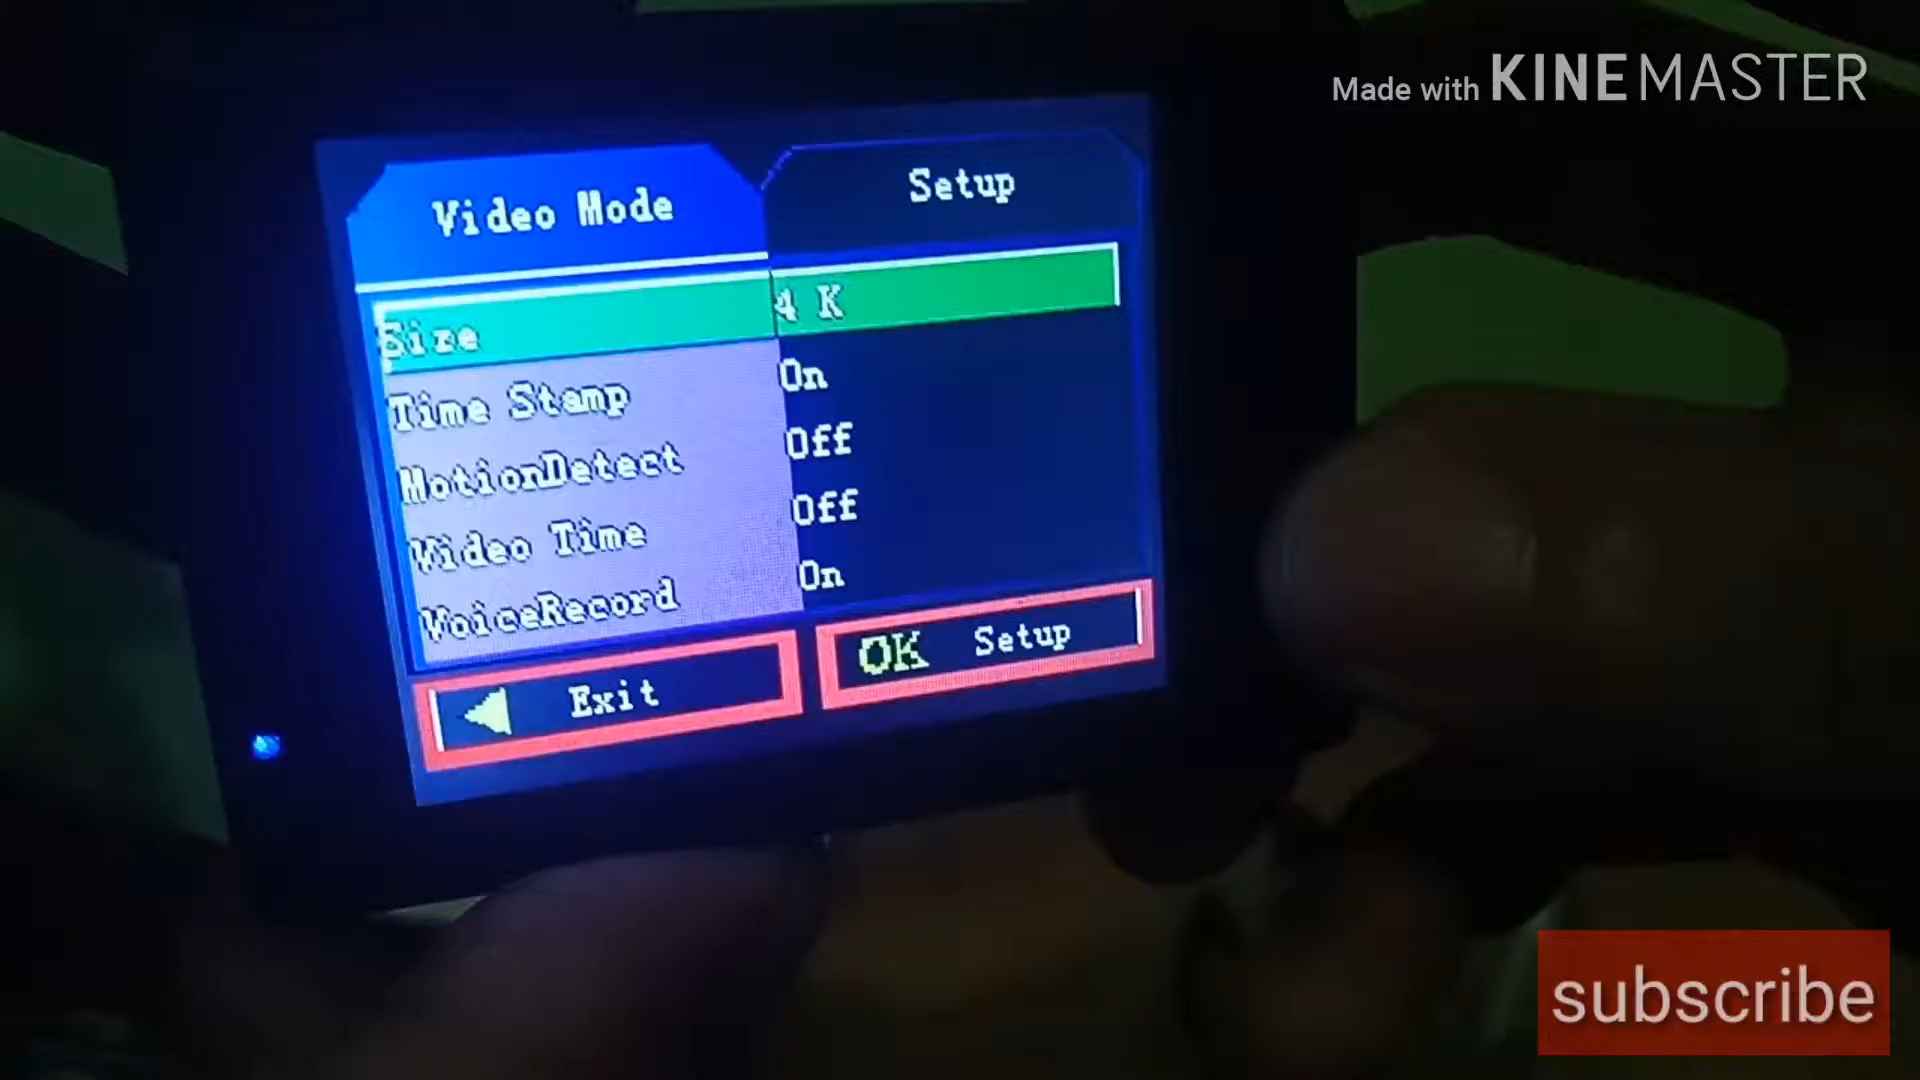 Made with KINEMASTER
Video Mode Setup
Size 4 K
Time Stamp On
MotionDetect Off
Video Time Off
VoiceRecord On
Exit OK Setup
subscribe